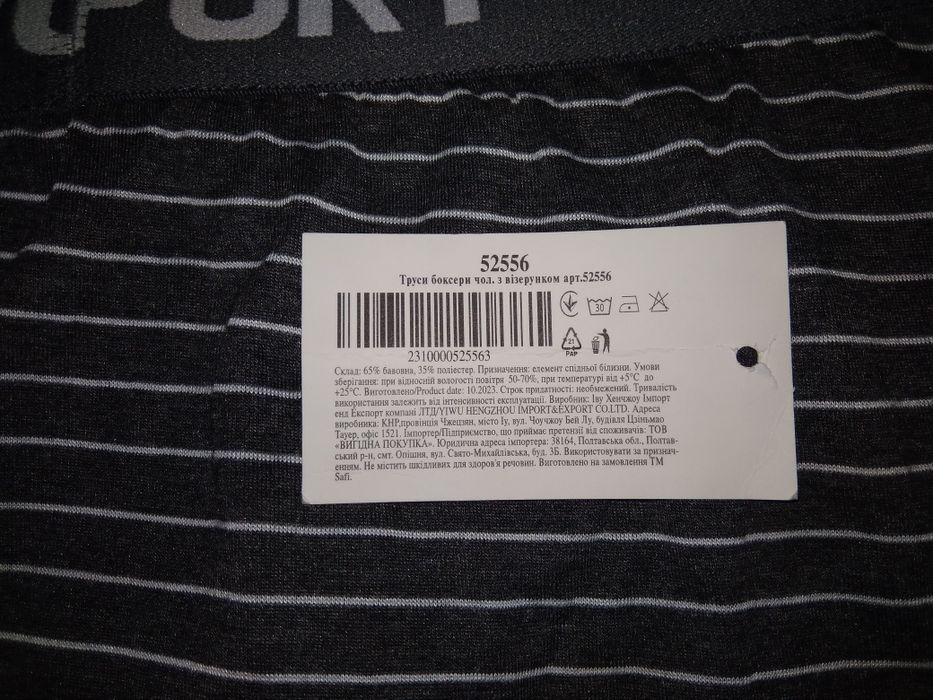 PORT
52556
Труси боксери чол. з візерунком арт.52556
30
21
PAP
2310000525563
Склад: 65% бавовна, 35% поліестер. Призначення: елемент спідньої білизни. Умови
зберігання: при відносній вологості повітря 50-70%, при температурі від +5°C до
+25°C. Виготовлено/Product date: 10.2023. Строк придатності: необмежений. Тривалість
використання залежить від інтенсивності експлуатації. Виробник: Іву Хенчжоу Імпорт
енд Експорт компані ЛТД/YIWU HENGZHOU IMPORT&EXPORT CO.LTD. Адреса
виробника: КНР,провінція Чжецзян, місто Іу, вул. Чоучжоу Бей Лу, будівля Цзіньмао
Тауер, офіс 1521. Імпортер/Підприємство, що приймає претензії від споживачів: ТОВ
«ВИГІДНА ПОКУПКА». Юридична адреса імпортера: 38164, Полтавська обл., Полтав-
ський р-н, смт. Опішня, вул. Свято-Михайлівська, буд. 3Б. Використовувати за призна-
ченням. Не містить шкідливих для здоров'я речовин. Виготовлено на замовлення ТМ
Safi.